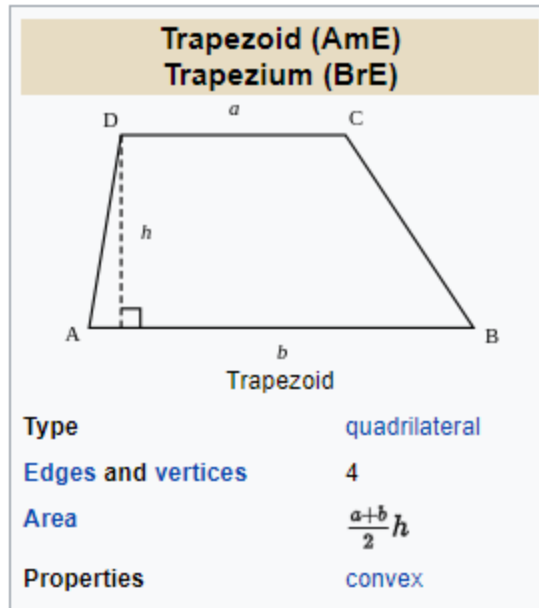 Trapezoid (AmE)
Trapezium (BrE)
D a C
h
A B
b
Trapezoid
Type quadrilateral
Edges and vertices 4
Area a+b/2 h
Properties convex